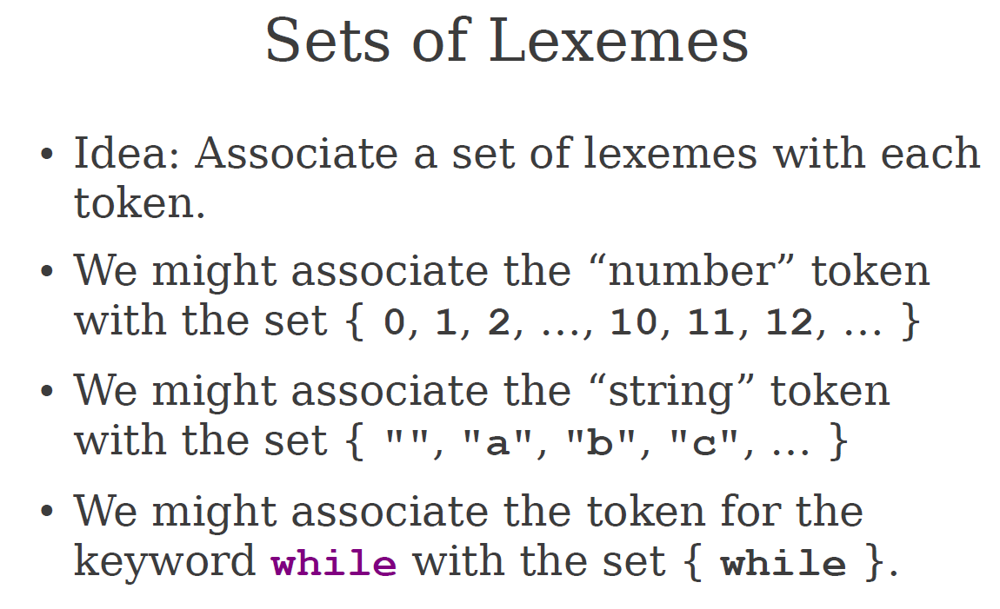 Sets of Lexemes
• Idea: Associate a set of lexemes with each
token.
• We might associate the “number” token
with the set { 0, 1, 2, …, 10, 11, 12, … }
• We might associate the “string” token
with the set { "", "a", "b", "c", … }
• We might associate the token for the
keyword while with the set { while }.